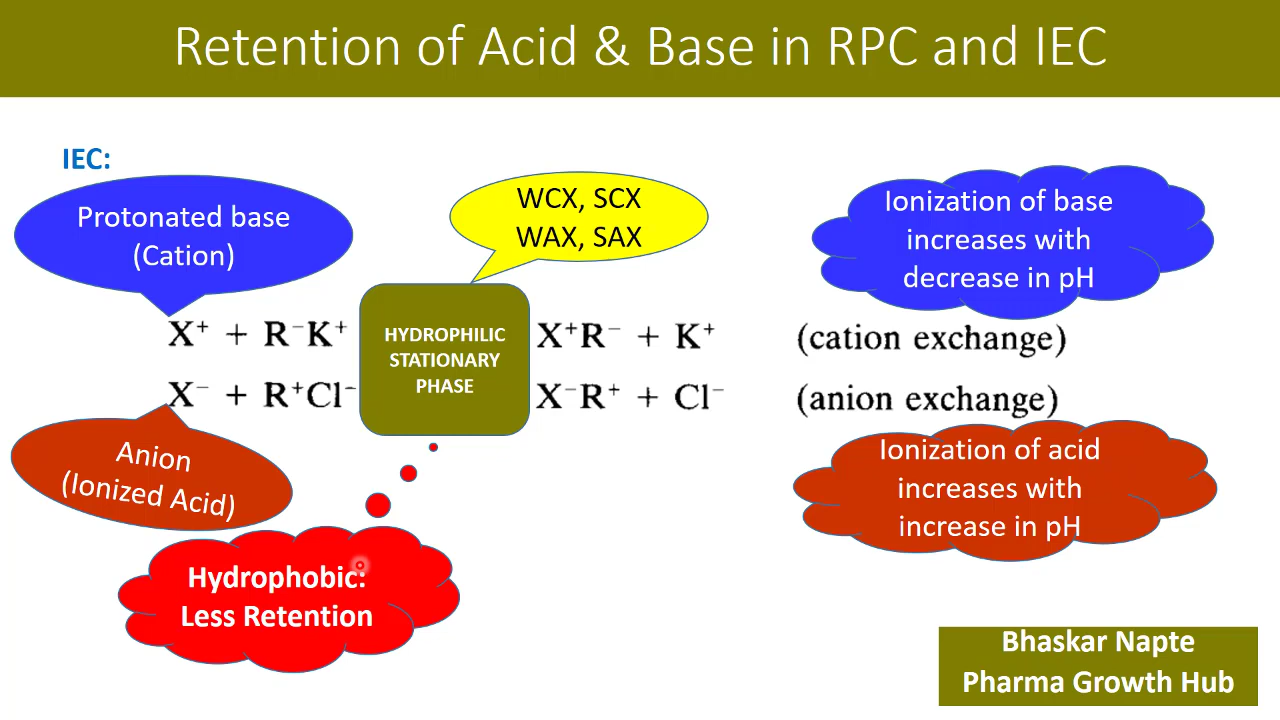 Retention of Acid & Base in RPC and IEC
IEC:
Protonated base
(Cation)
WCX, SCX
WAX, SAX
Ionization of base
increases with
decrease in pH
X⁺ + R⁻K⁺
HYDROPHILIC
STATIONARY
PHASE
X⁺R⁻ + K⁺
(cation exchange)
X⁻ + R⁺Cl⁻
X⁻R⁺ + Cl⁻
(anion exchange)
Anion
(Ionized Acid)
Ionization of acid
increases with
increase in pH
Hydrophobic:
Less Retention
Bhaskar Napte
Pharma Growth Hub